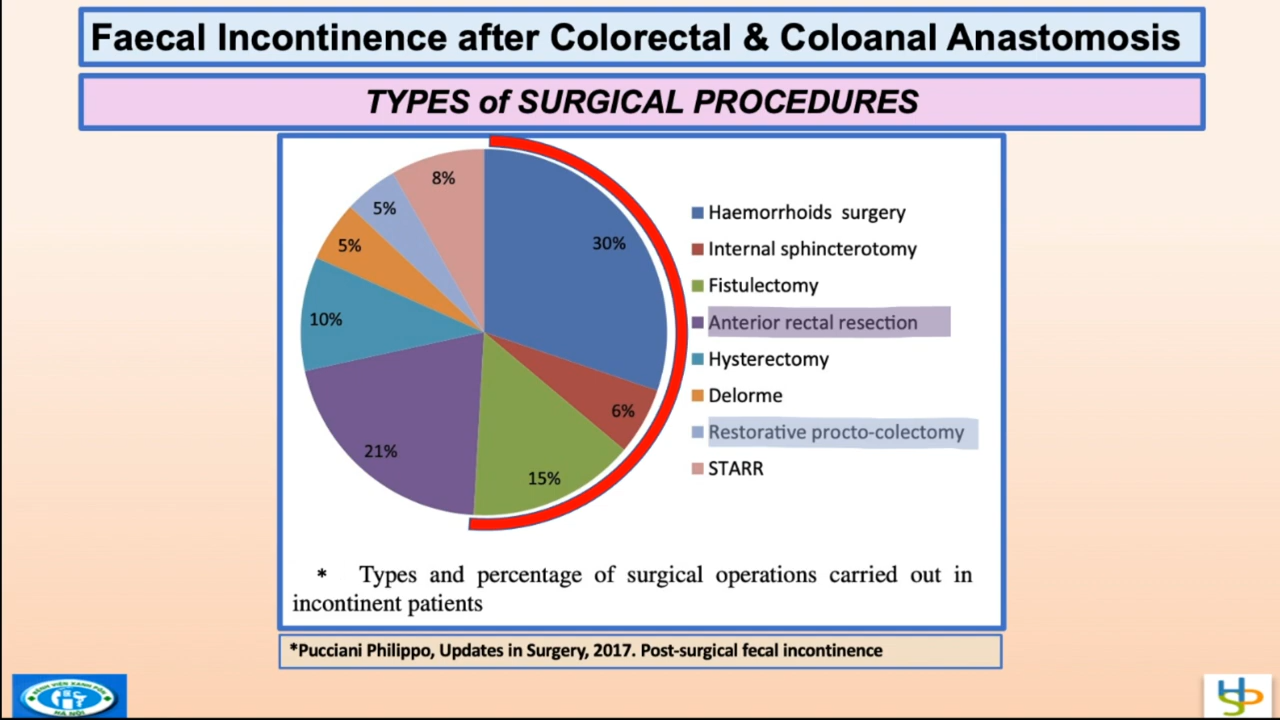 Faecal Incontinence after Colorectal & Coloanal Anastomosis
TYPES of SURGICAL PROCEDURES
8%
5%
5%
10%
21%
15%
6%
30%
Haemorrhoids surgery
Internal sphincterotomy
Fistulectomy
Anterior rectal resection
Hysterectomy
Delorme
Restorative procto-colectomy
STARR
* Types and percentage of surgical operations carried out in
incontinent patients
*Pucciani Philippo, Updates in Surgery, 2017. Post-surgical fecal incontinence
HÀ NỘI